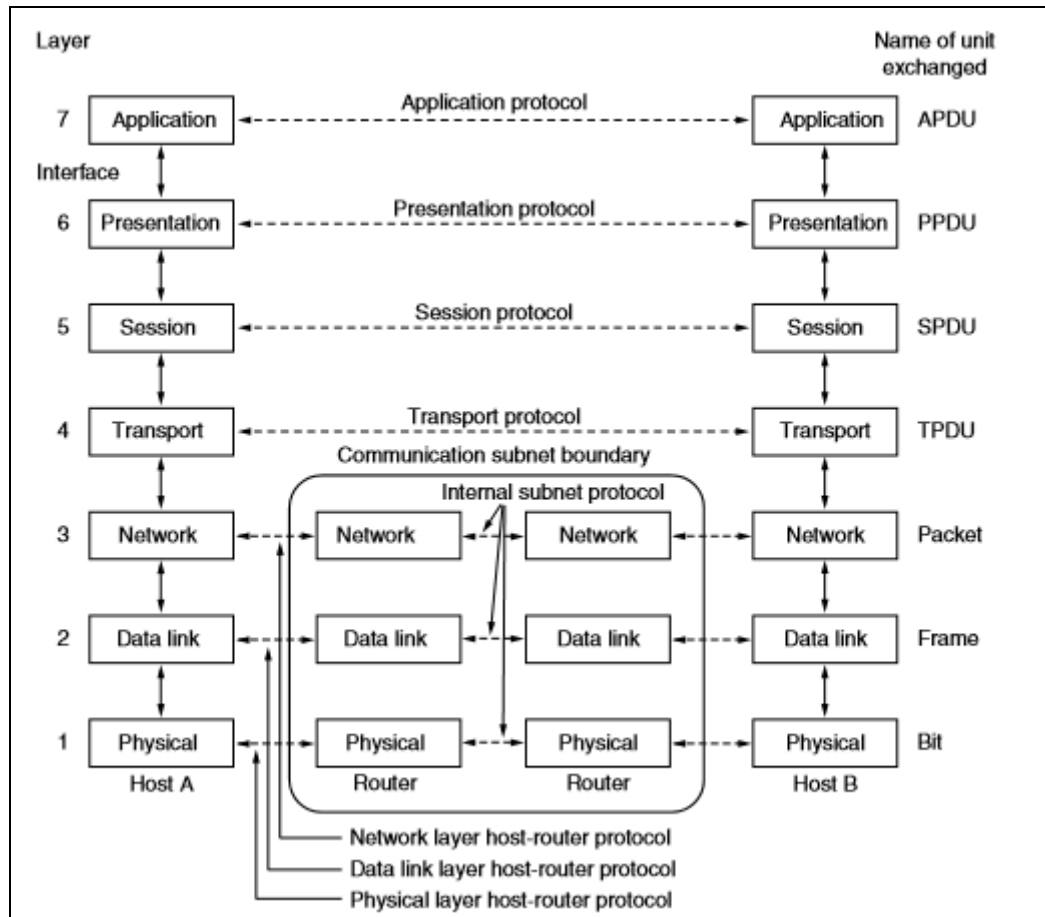 Layer
Name of unit
exchanged
7 Application Application protocol Application APDU
Interface
6 Presentation Presentation protocol Presentation PPDU
5 Session Session protocol Session SPDU
4 Transport Transport protocol Transport TPDU
Communication subnet boundary
Internal subnet protocol
3 Network Network Network Network Packet
2 Data link Data link Data link Data link Frame
1 Physical Physical Physical Physical Bit
Host A Router Router Host B
Network layer host-router protocol
Data link layer host-router protocol
Physical layer host-router protocol